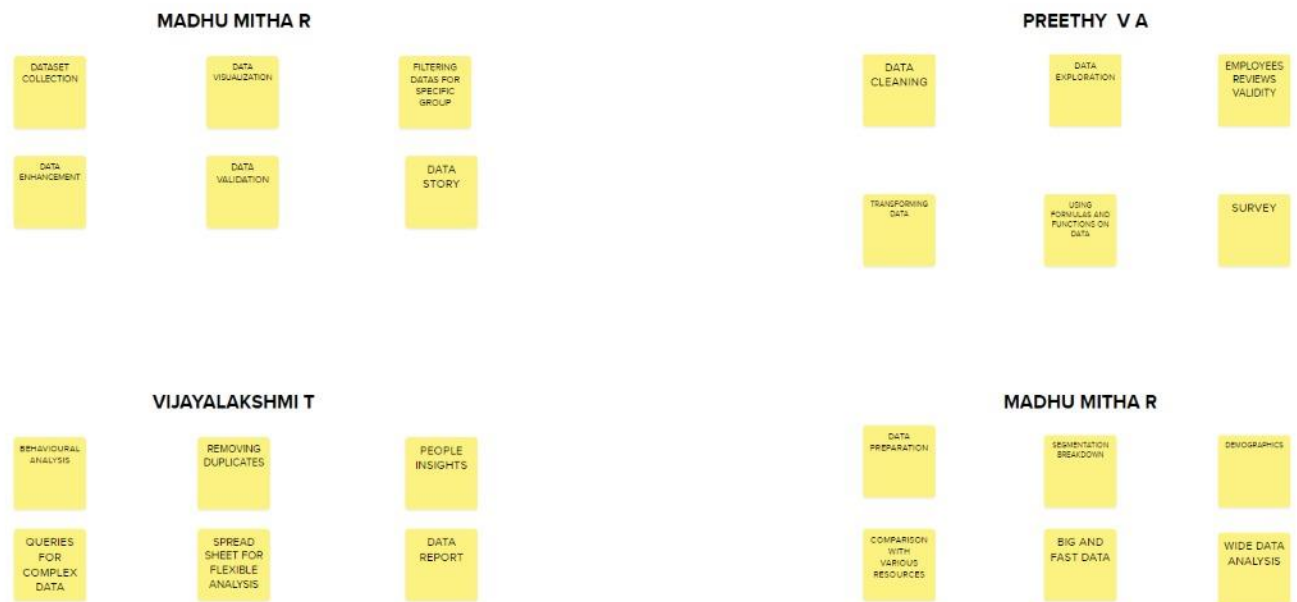 MADHU MITHA R
DATASET
COLLECTION
DATA
VISUALIZATION
FILTERING
DATAS FOR
SPECIFIC
GROUP
DATA
ENHANCEMENT
DATA
VALIDATION
DATA
STORY
PREETHY V A
DATA
CLEANING
DATA
EXPLORATION
EMPLOYEES
REVIEWS
VALIDITY
TRANSFORMING
DATA
USING
FORMULAS AND
FUNCTIONS ON
DATA
SURVEY
VIJAYALAKSHMI T
BEHAVIOURAL
ANALYSIS
REMOVING
DUPLICATES
PEOPLE
INSIGHTS
QUERIES
FOR
COMPLEX
DATA
SPREAD
SHEET FOR
FLEXIBLE
ANALYSIS
DATA
REPORT
MADHU MITHA R
DATA
PREPARATION
SEGMENTATION
BREAKDOWN
DEMOGRAPHICS
COMPARISON
WITH
VARIOUS
RESOURCES
BIG AND
FAST DATA
WIDE DATA
ANALYSIS